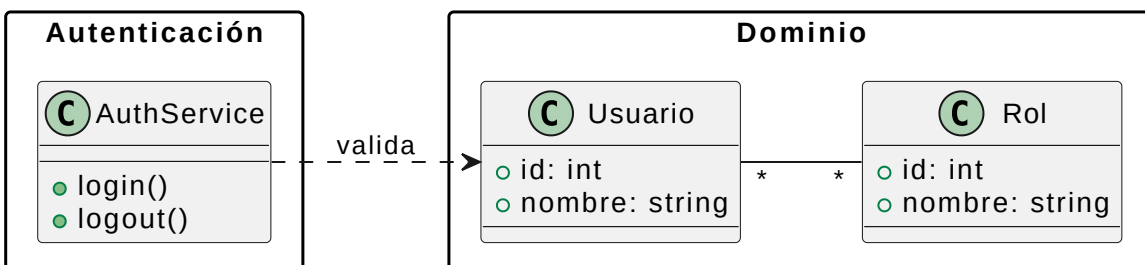 Autenticación
Dominio
C AuthService
login()
logout()
valida
C Usuario
id: int
nombre: string
* *
C Rol
id: int
nombre: string